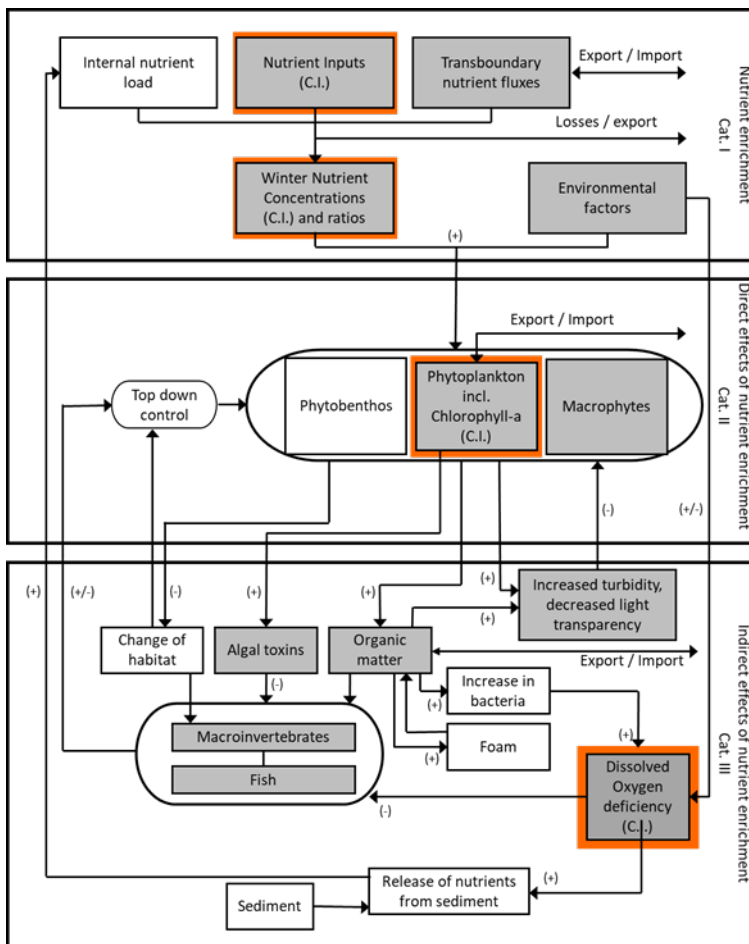 Internal nutrient
load
Nutrient Inputs
(C.I.)
Transboundary
nutrient fluxes
Export / Import
Losses / export
Winter Nutrient
Concentrations
(C.I.) and ratios
Environmental
factors
(+)
Nutrient enrichment
Cat. I
Export / Import
Top down
control
Phytobenthos
Phytoplankton
incl.
Chlorophyll-a
(C.I.)
Macrophytes
(-)
(+/-)
Direct effects of nutrient enrichment
Cat. II
(+)
(+/-)
(-)
(+)
(+)
(+)
Increased turbidity,
decreased light
transparency
(+)
Change of
habitat
Algal toxins
Organic
matter
Export / Import
(-)
(+)
Increase in
bacteria
Macroinvertebrates
(+)
Foam
(+)
Fish
Dissolved
Oxygen
deficiency
(C.I.)
(-)
(+)
Release of nutrients
from sediment
Sediment
Indirect effects of nutrient enrichment
Cat. III